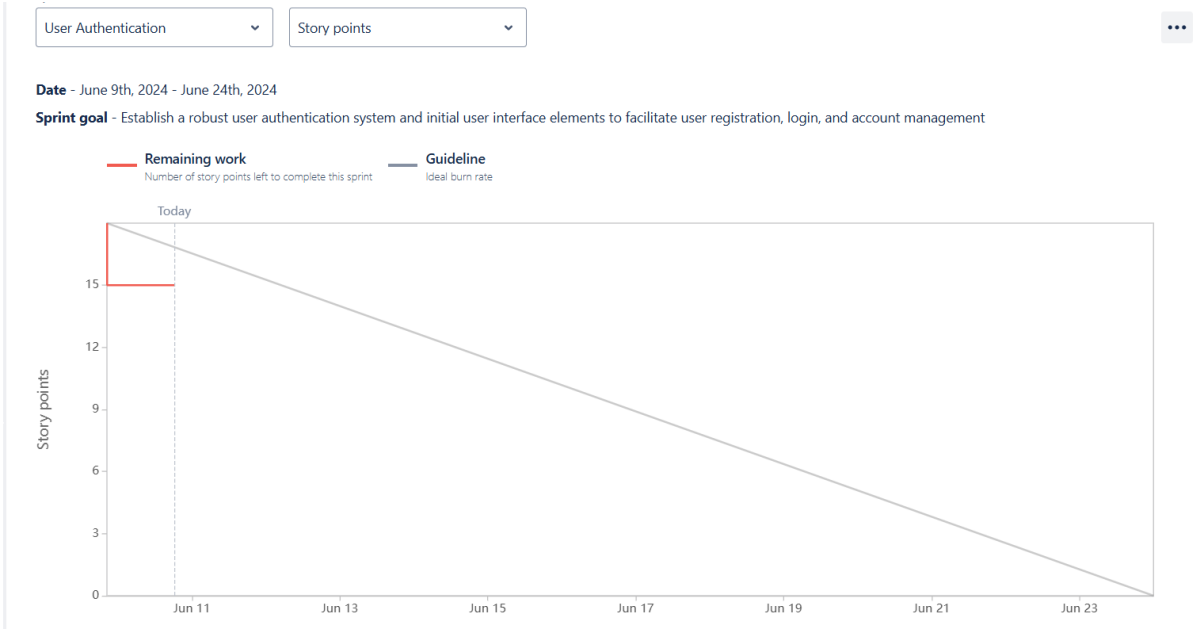 User Authentication
Story points
Date - June 9th, 2024 - June 24th, 2024
Sprint goal - Establish a robust user authentication system and initial user interface elements to facilitate user registration, login, and account management
Remaining work
Number of story points left to complete this sprint
Guideline
Ideal burn rate
Today
15
12
9
6
3
0
Story points
Jun 11
Jun 13
Jun 15
Jun 17
Jun 19
Jun 21
Jun 23